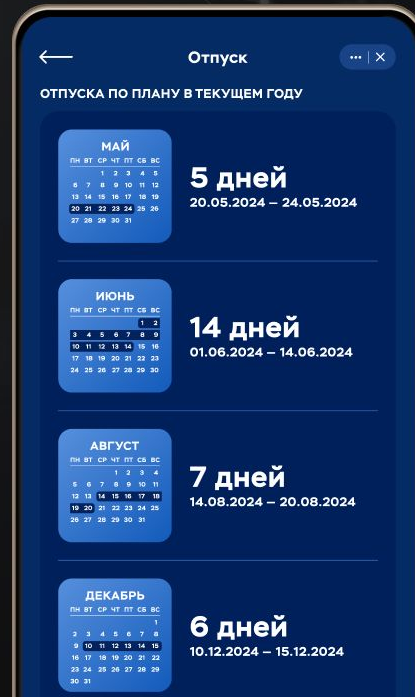 Отпуск
ОТПУСКА ПО ПЛАНУ В ТЕКУЩЕМ ГОДУ
МАЙ
ПН ВТ СР ЧТ ПТ СБ ВС
1 2 3 4 5
6 7 8 9 10 11 12
13 14 15 16 17 18 19
20 21 22 23 24 25 26
27 28 29 30 31
5 дней
20.05.2024 – 24.05.2024
ИЮНЬ
ПН ВТ СР ЧТ ПТ СБ ВС
1 2
3 4 5 6 7 8 9
10 11 12 13 14 15 16
17 18 19 20 21 22 23
24 25 26 27 28 29 30
14 дней
01.06.2024 – 14.06.2024
АВГУСТ
ПН ВТ СР ЧТ ПТ СБ ВС
1 2 3 4
5 6 7 8 9 10 11
12 13 14 15 16 17 18
19 20 21 22 23 24 25
26 27 28 29 30 31
7 дней
14.08.2024 – 20.08.2024
ДЕКАБРЬ
ПН ВТ СР ЧТ ПТ СБ ВС
1
2 3 4 5 6 7 8
9 10 11 12 13 14 15
16 17 18 19 20 21 22
23 24 25 26 27 28 29
30 31
6 дней
10.12.2024 – 15.12.2024